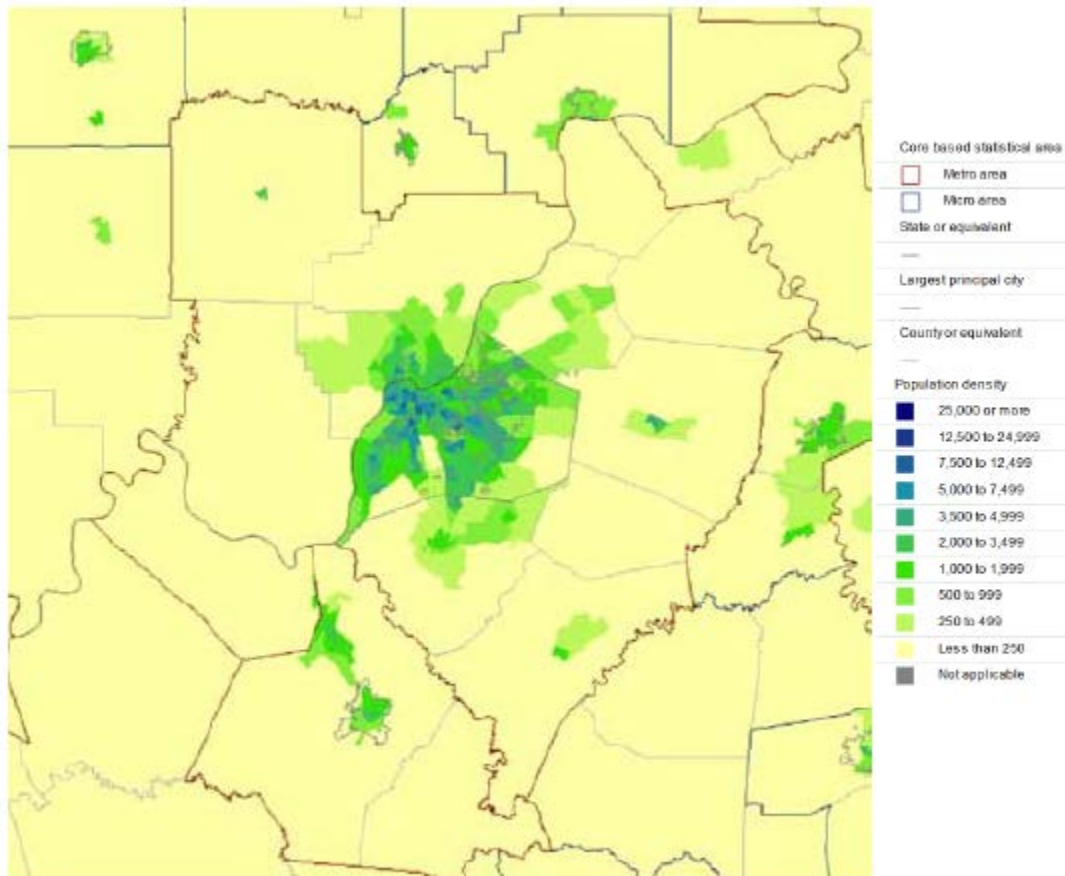 Core based statistical area
Metro area
Micro area
State or equivalent
Largest principal city
County or equivalent
Population density
25,000 or more
12,500 to 24,999
7,500 to 12,499
5,000 to 7,499
3,500 to 4,999
2,000 to 3,499
1,000 to 1,999
500 to 999
250 to 499
Less than 250
Not applicable